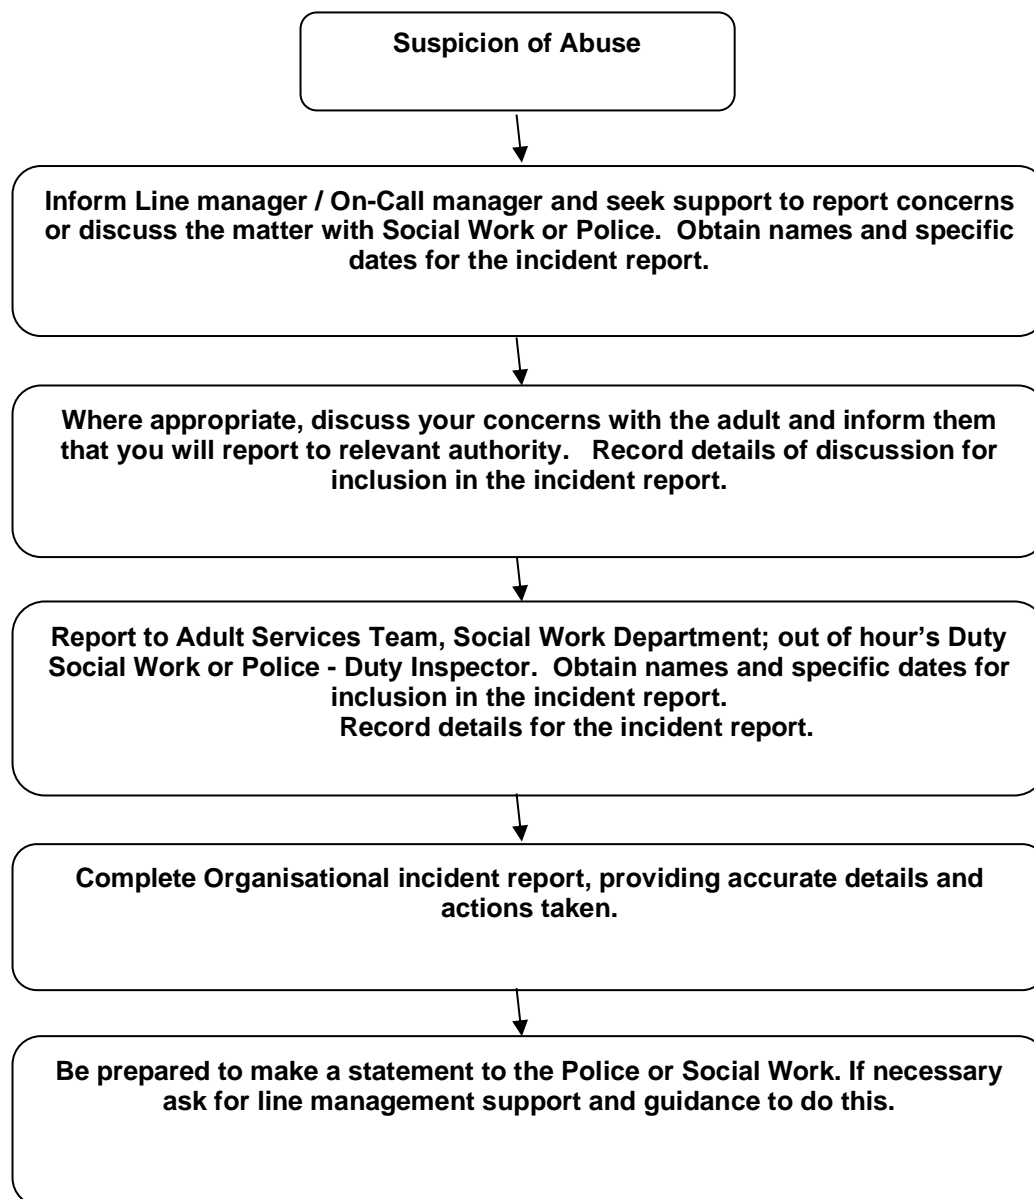 Suspicion of Abuse
Inform Line manager / On-Call manager and seek support to report concerns
or discuss the matter with Social Work or Police.  Obtain names and specific
dates for the incident report.
Where appropriate, discuss your concerns with the adult and inform them
that you will report to relevant authority.   Record details of discussion for
inclusion in the incident report.
Report to Adult Services Team, Social Work Department; out of hour's Duty
Social Work or Police - Duty Inspector.  Obtain names and specific dates for
inclusion in the incident report.
Record details for the incident report.
Complete Organisational incident report, providing accurate details and
actions taken.
Be prepared to make a statement to the Police or Social Work. If necessary
ask for line management support and guidance to do this.